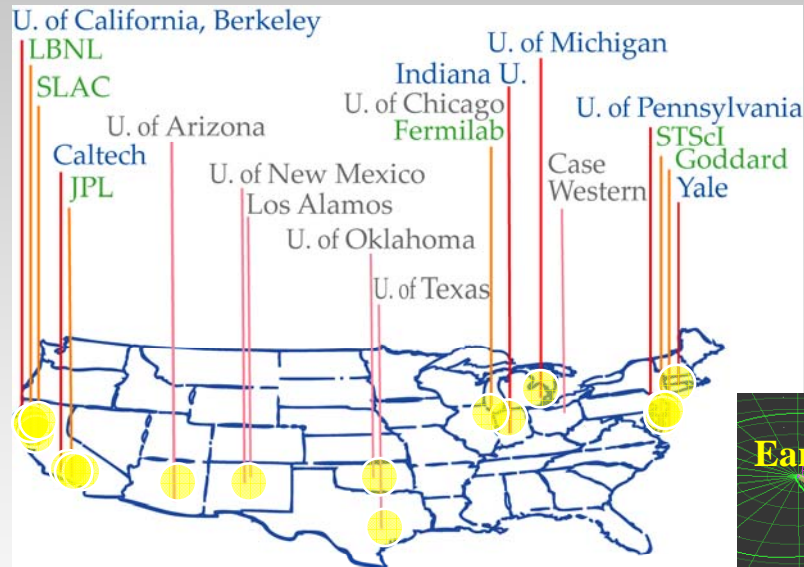 U. of California, Berkeley
LBNL
SLAC
U. of Arizona
Caltech
JPL
U. of New Mexico
Los Alamos
U. of Oklahoma
U. of Texas
U. of Michigan
Indiana U.
U. of Chicago
Fermilab
Case
Western
U. of Pennsylvania
STScI
Goddard
Yale